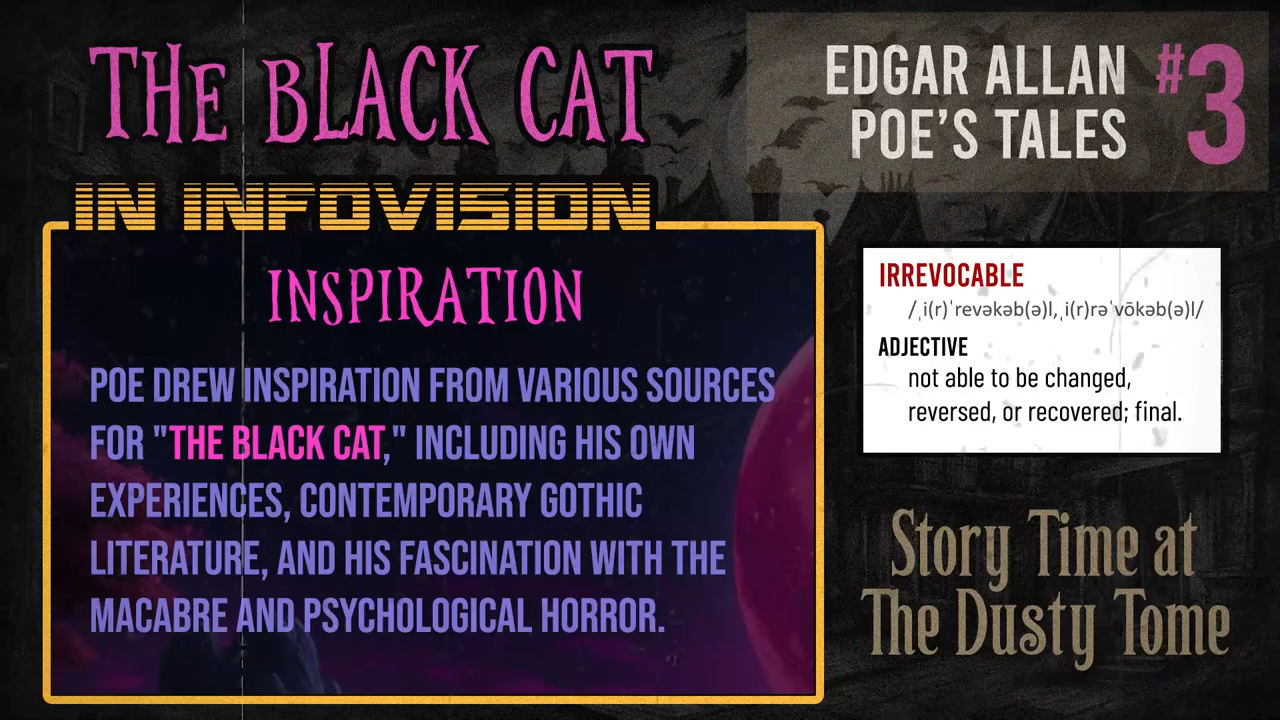 THE BLACK CAT
IN INFOVISION
INSPIRATION
POE DREW INSPIRATION FROM VARIOUS SOURCES
FOR "THE BLACK CAT," INCLUDING HIS OWN
EXPERIENCES, CONTEMPORARY GOTHIC
LITERATURE, AND HIS FASCINATION WITH THE
MACABRE AND PSYCHOLOGICAL HORROR.
EDGAR ALLAN
POE'S TALES
#3
IRREVOCABLE
/ˌi(r)ˈrevəkəb(ə)l,ˌi(r)rəˈvōkəb(ə)l/
ADJECTIVE
not able to be changed,
reversed, or recovered; final.
Story Time at
The Dusty Tome